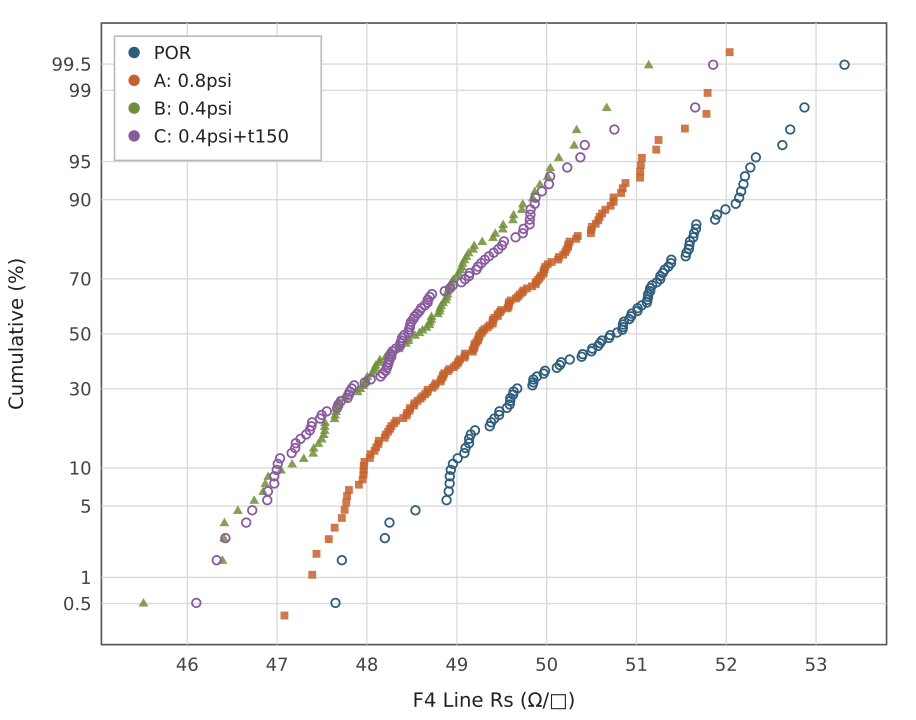 POR
A: 0.8psi
B: 0.4psi
C: 0.4psi+t150
99.5
99
95
90
70
50
30
10
5
1
0.5
Cumulative (%)
46 47 48 49 50 51 52 53
F4 Line Rs (Ω/□)